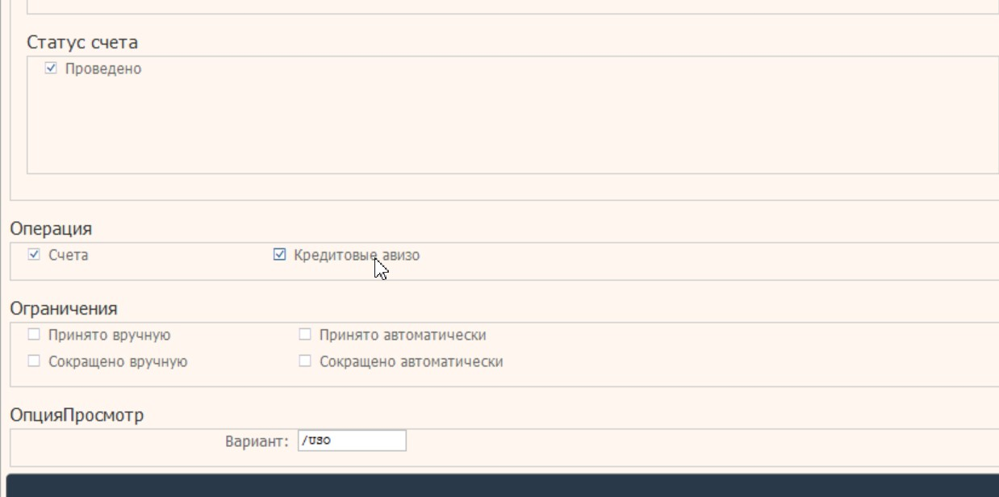 Статус счета
Проведено
Операция
Счета Кредитовые авизо
Ограничения
Принято вручную Принято автоматически
Сокращено вручную Сокращено автоматически
ОпцияПросмотр
Вариант: /USO